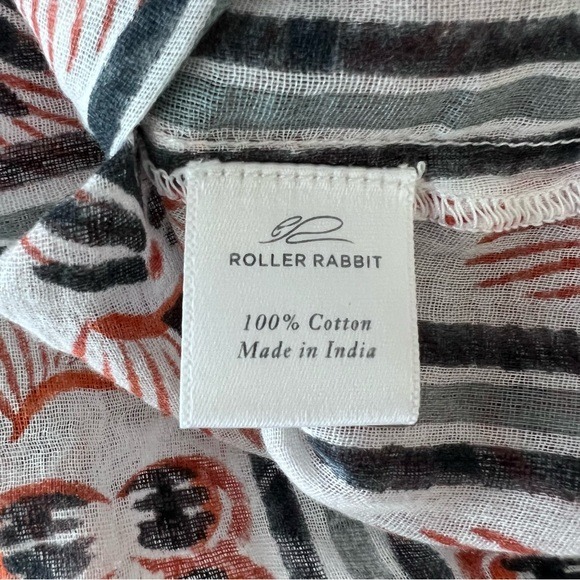 ROLLER RABBIT
100% Cotton
Made in India